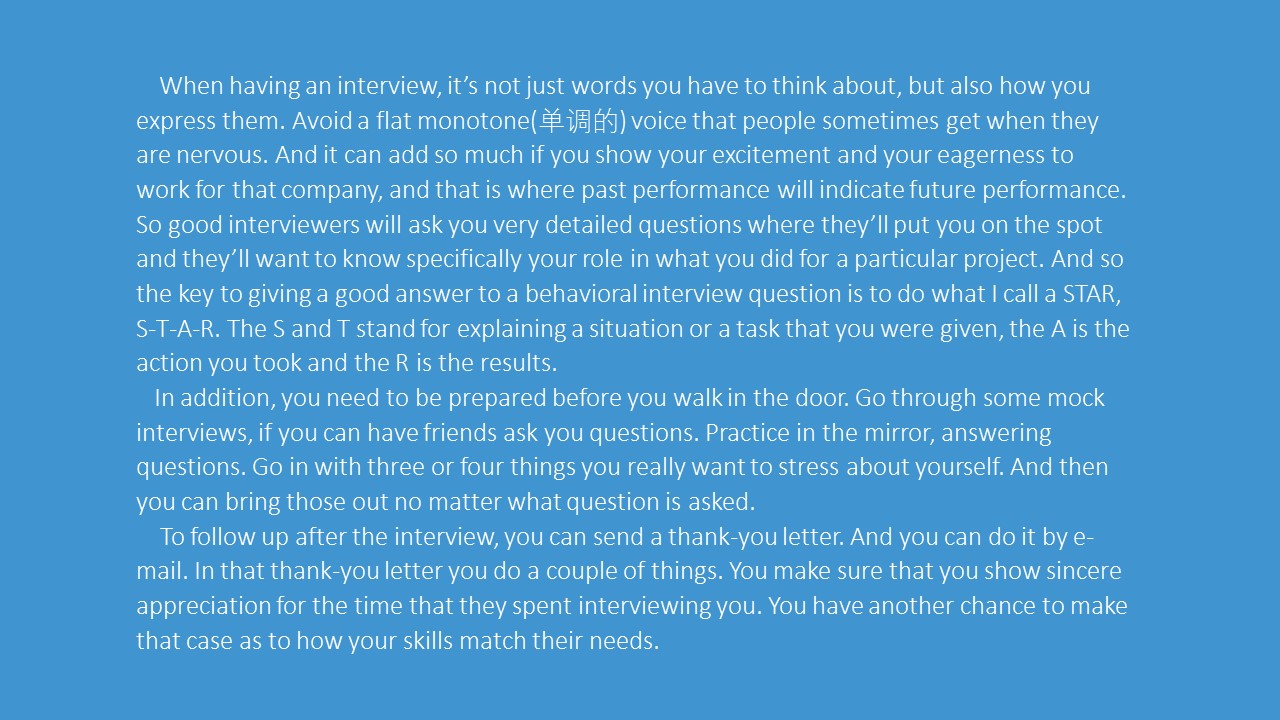 When having an interview, it’s not just words you have to think about, but also how you
express them. Avoid a flat monotone(单调的) voice that people sometimes get when they
are nervous. And it can add so much if you show your excitement and your eagerness to
work for that company, and that is where past performance will indicate future performance.
So good interviewers will ask you very detailed questions where they’ll put you on the spot
and they’ll want to know specifically your role in what you did for a particular project. And so
the key to giving a good answer to a behavioral interview question is to do what I call a STAR,
S-T-A-R. The S and T stand for explaining a situation or a task that you were given, the A is the
action you took and the R is the results.
In addition, you need to be prepared before you walk in the door. Go through some mock
interviews, if you can have friends ask you questions. Practice in the mirror, answering
questions. Go in with three or four things you really want to stress about yourself. And then
you can bring those out no matter what question is asked.
To follow up after the interview, you can send a thank-you letter. And you can do it by e-
mail. In that thank-you letter you do a couple of things. You make sure that you show sincere
appreciation for the time that they spent interviewing you. You have another chance to make
that case as to how your skills match their needs.